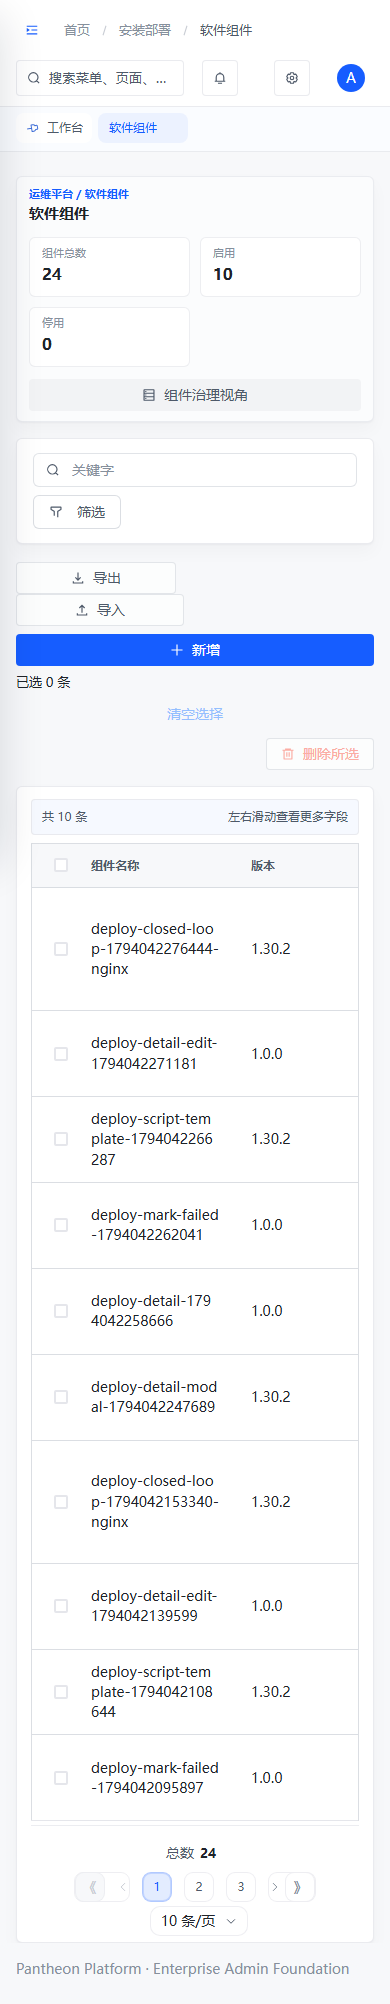 首页 / 安装部署 / 软件组件
搜索菜单、页面、...
A
工作台 软件组件
运维平台 / 软件组件
软件组件
组件总数
24
启用
10
停用
0
组件治理视角
关键字
筛选
导出
导入
新增
已选 0 条
清空选择
删除所选
共 10 条 左右滑动查看更多字段
组件名称 版本
deploy-closed-loo
p-1794042276444-
nginx
1.30.2
deploy-detail-edit-
1794042271181
1.0.0
deploy-script-tem
plate-1794042266
287
1.30.2
deploy-mark-failed
-1794042262041
1.0.0
deploy-detail-179
4042258666
1.0.0
deploy-detail-mod
al-1794042247689
1.30.2
deploy-closed-loo
p-1794042153340-
nginx
1.30.2
deploy-detail-edit-
1794042139599
1.0.0
deploy-script-tem
plate-1794042108
644
1.30.2
deploy-mark-failed
-1794042095897
1.0.0
总数 24
1 2 3
10 条/页
Pantheon Platform · Enterprise Admin Foundation